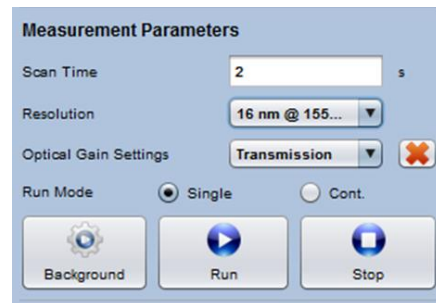 Measurement Parameters
Scan Time 2 s
Resolution 16 nm @ 155...
Optical Gain Settings Transmission
Run Mode Single Cont.
Background Run Stop